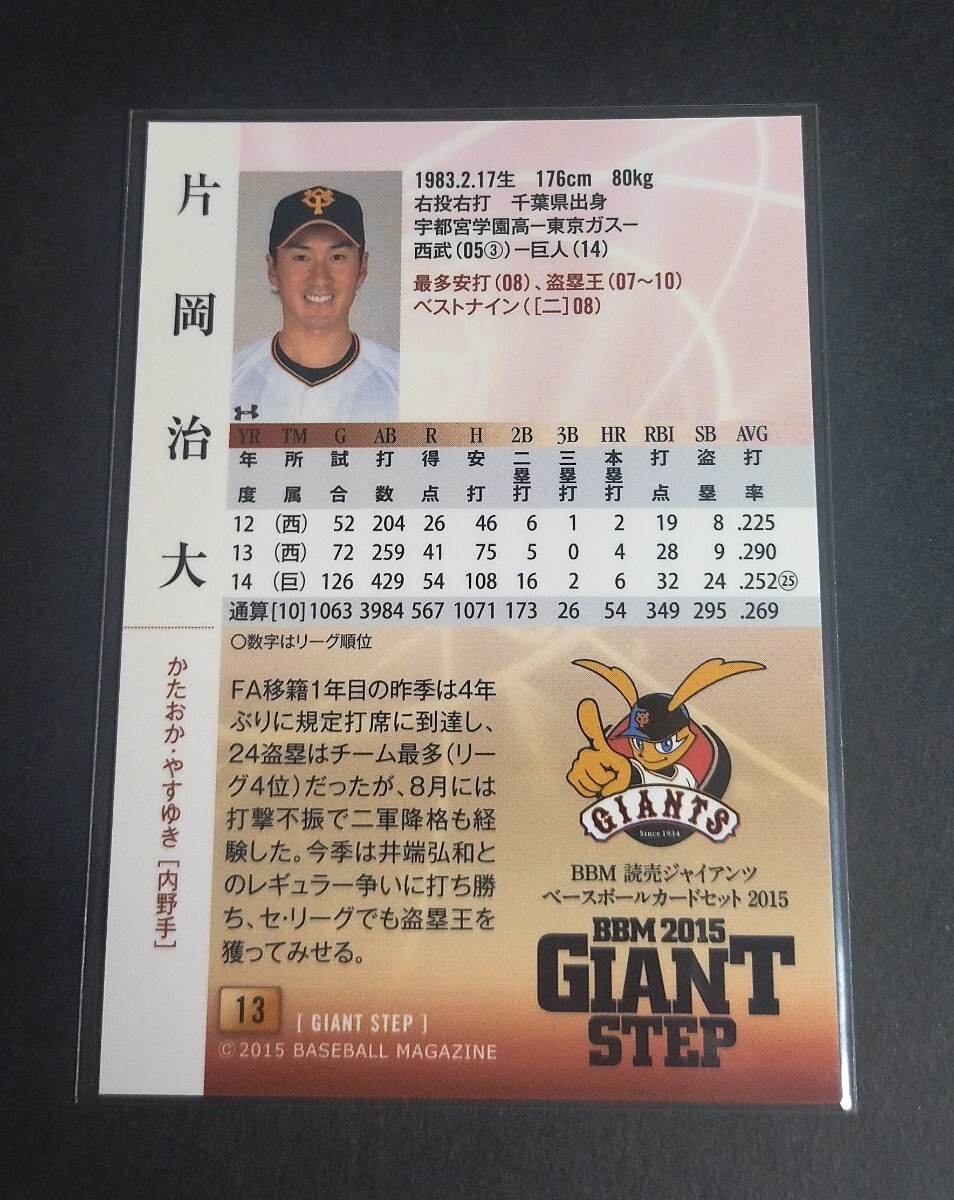 片岡治大
かたおか・やすゆき [内野手]
1983.2.17生 176cm 80kg
右投右打 千葉県出身
宇都宮学園高ー東京ガスー
西武(05③)ー巨人(14)
最多安打(08)、盗塁王(07〜10)
ベストナイン([二]08)
YR TM G AB R H 2B 3B HR RBI SB AVG
年度 所属 試合 打数 得点 安打 二塁打 三塁打 本塁打 打点 盗塁 打率
12 (西) 52 204 26 46 6 1 2 19 8 .225
13 (西) 72 259 41 75 5 0 4 28 9 .290
14 (巨) 126 429 54 108 16 2 6 32 24 .252㉕
通算[10] 1063 3984 567 1071 173 26 54 349 295 .269
○数字はリーグ順位
FA移籍1年目の昨季は4年
ぶりに規定打席に到達し、
24盗塁はチーム最多(リー
グ4位)だったが、8月には
打撃不振で二軍降格も経
験した。今季は井端弘和と
のレギュラー争いに打ち勝
ち、セ・リーグでも盗塁王を
獲ってみせる。
GIANTS
Since 1934
BBM 読売ジャイアンツ
ベースボールカードセット 2015
BBM 2015
GIANT
STEP
13
[ GIANT STEP ]
©2015 BASEBALL MAGAZINE